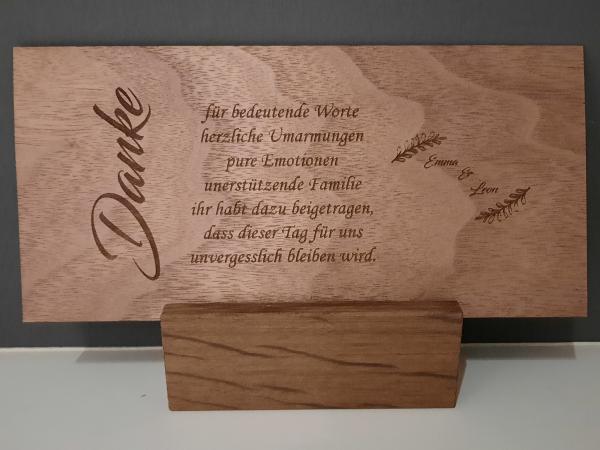 Danke
für bedeutende Worte
herzliche Umarmungen
pure Emotionen
unerstützende Familie
ihr habt dazu beigetragen,
dass dieser Tag für uns
unvergesslich bleiben wird.
Emma
&
Leon